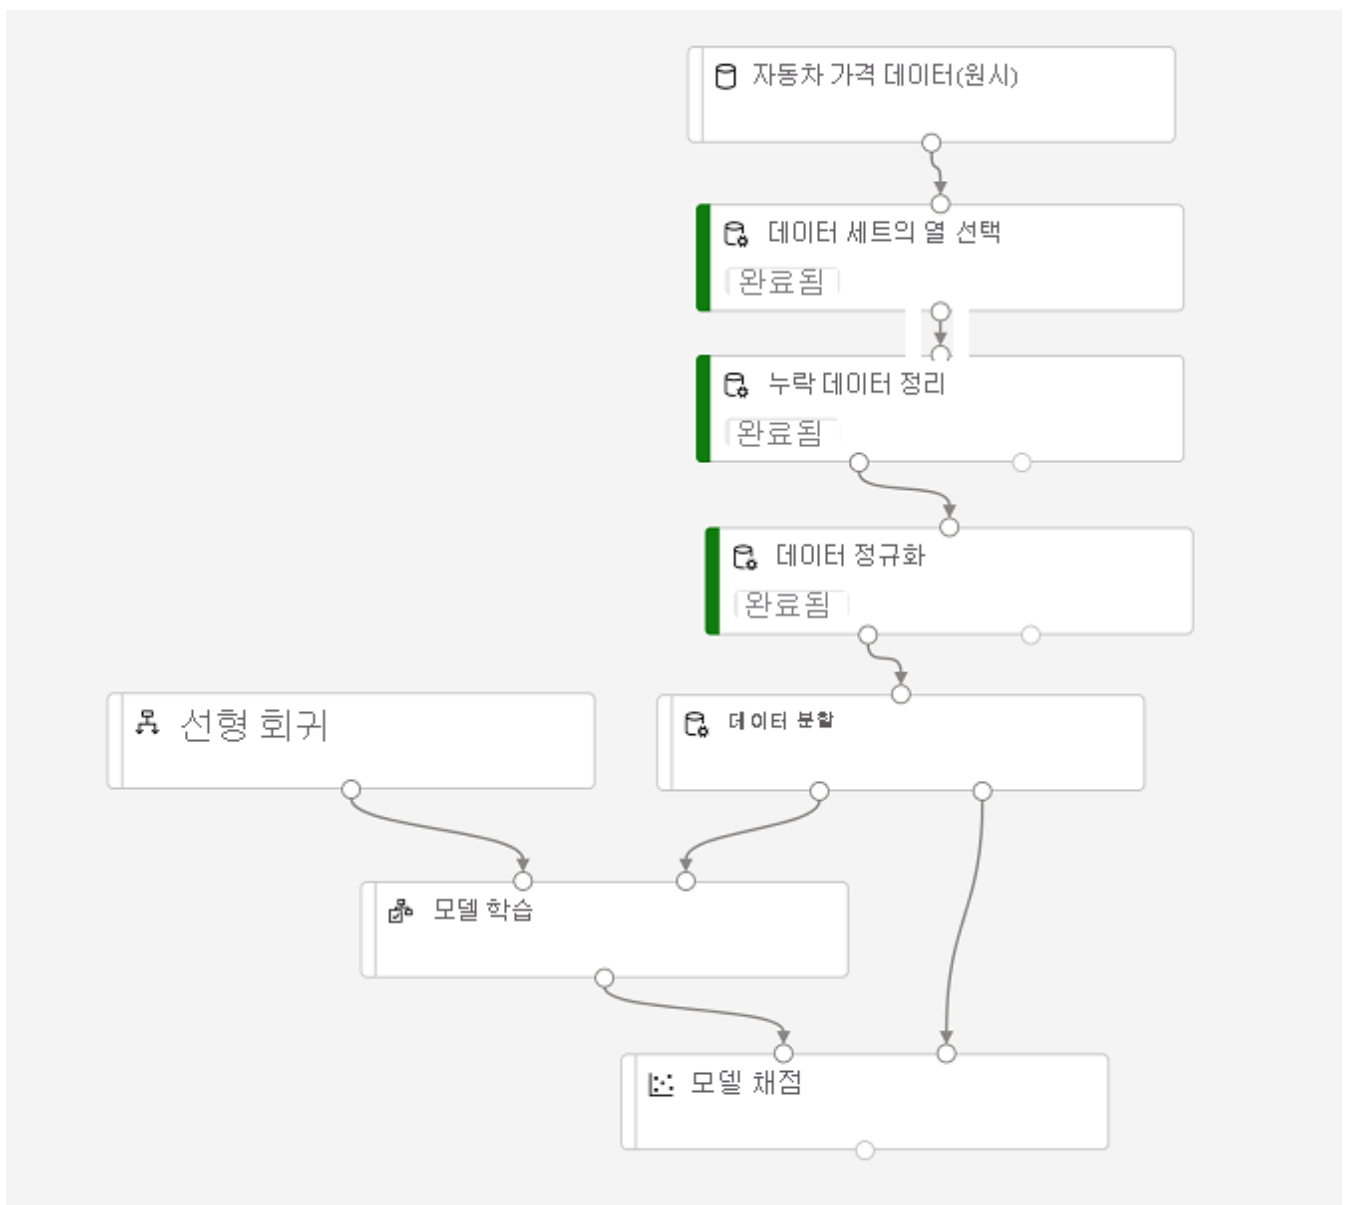 자동차 가격 데이터(원시)
데이터 세트의 열 선택
완료됨
누락 데이터 정리
완료됨
데이터 정규화
완료됨
선형 회귀
데이터 분할
모델 학습
모델 채점